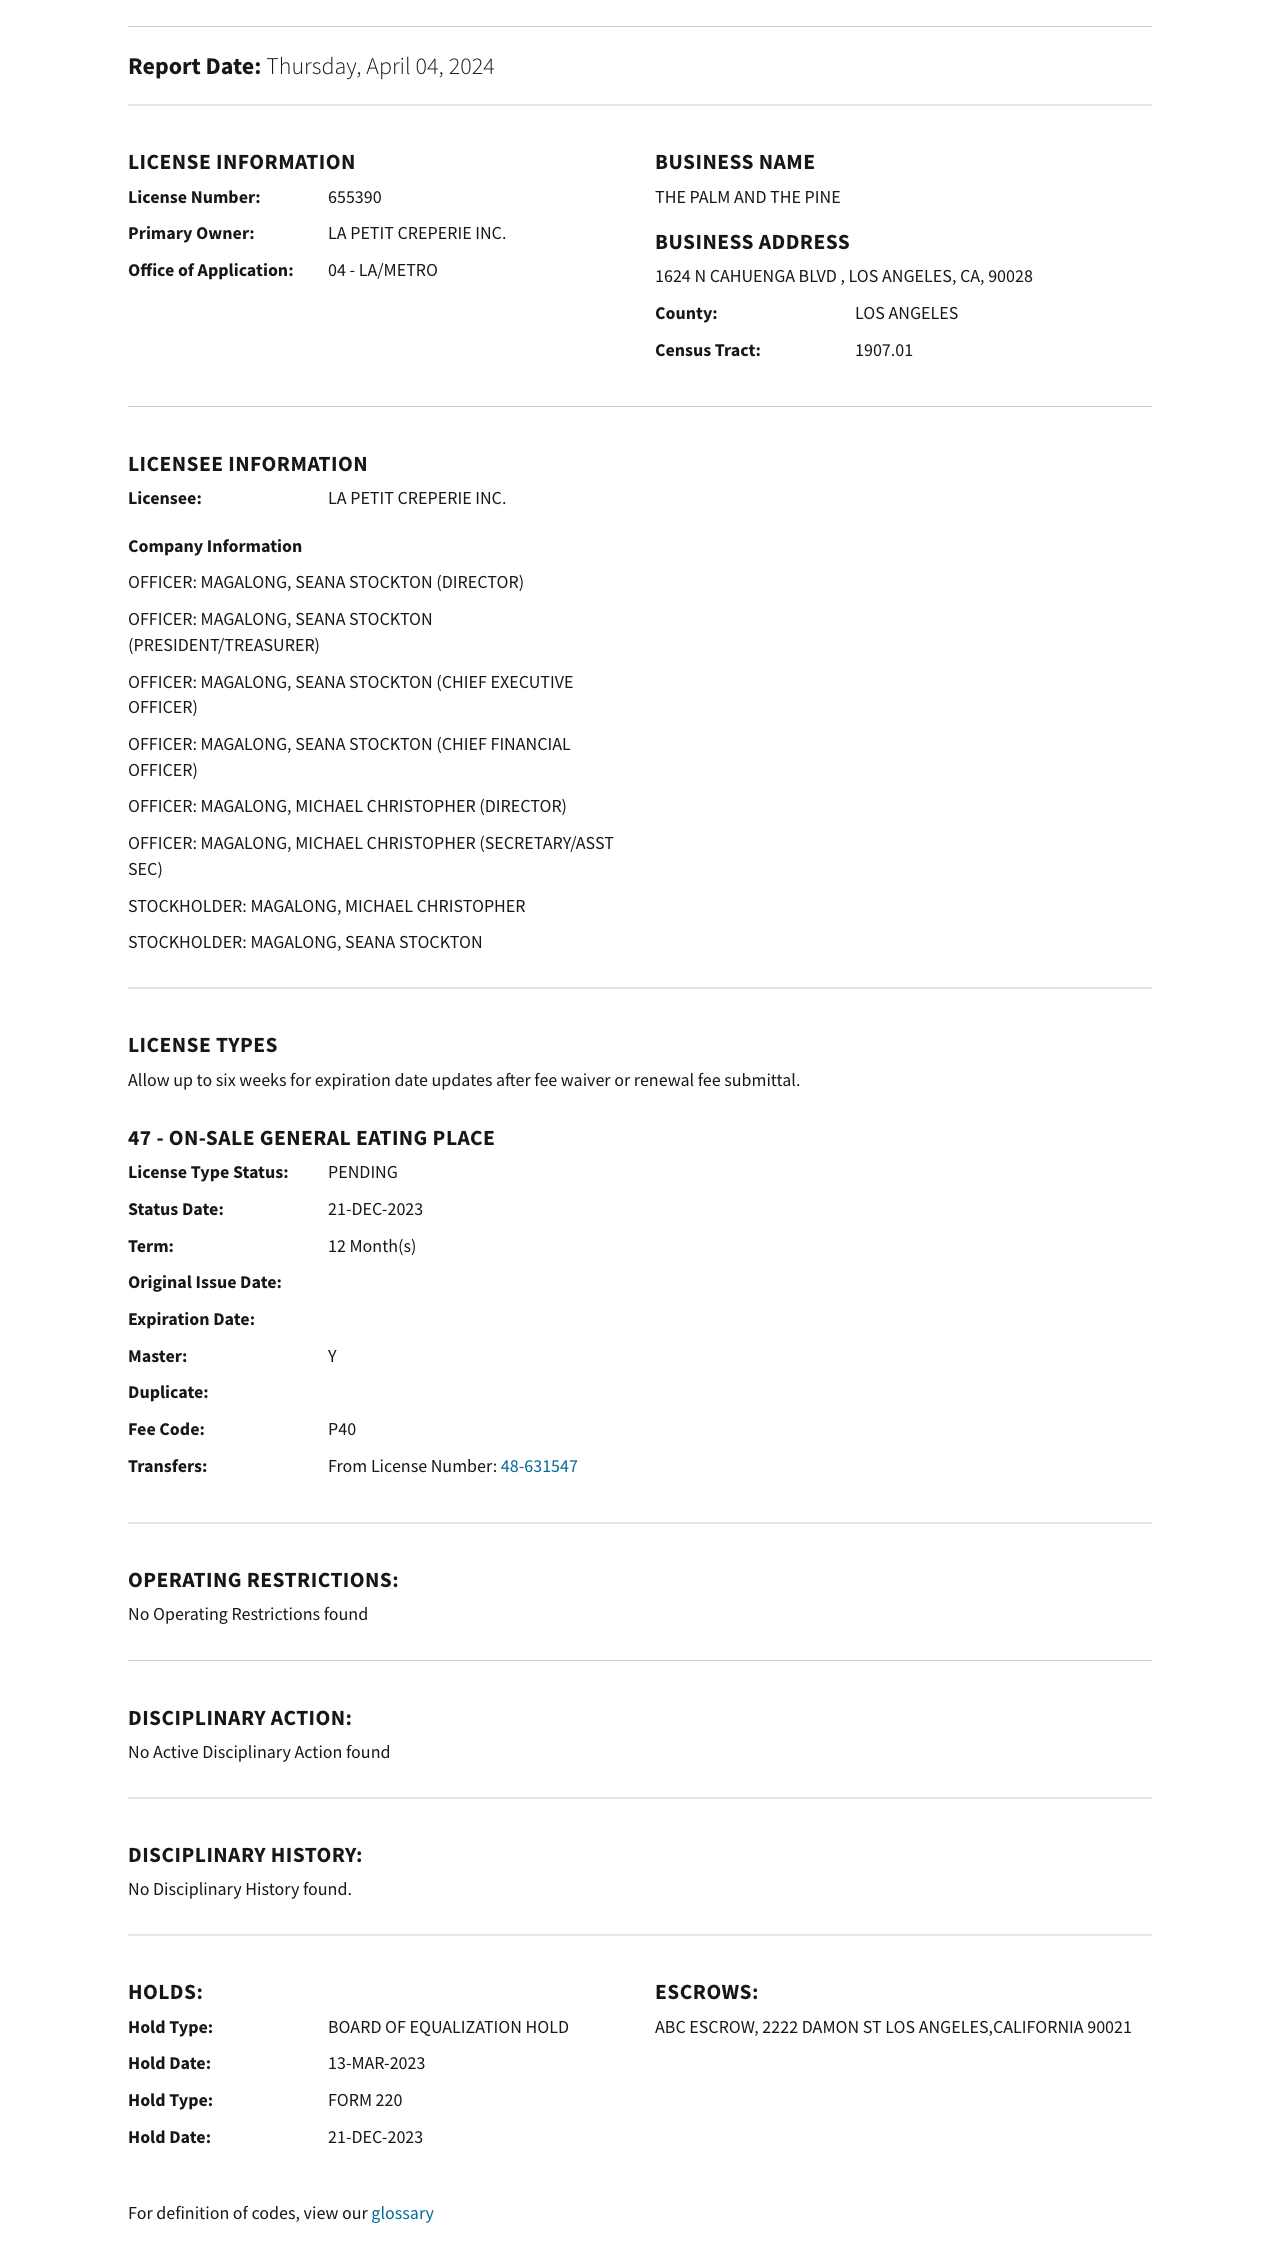 Report Date: Thursday, April 04, 2024
LICENSE INFORMATION
License Number: 655390
Primary Owner: LA PETIT CREPERIE INC.
Office of Application: 04 - LA/METRO
BUSINESS NAME
THE PALM AND THE PINE
BUSINESS ADDRESS
1624 N CAHUENGA BLVD , LOS ANGELES, CA, 90028
County: LOS ANGELES
Census Tract: 1907.01
LICENSEE INFORMATION
Licensee: LA PETIT CREPERIE INC.
Company Information
OFFICER: MAGALONG, SEANA STOCKTON (DIRECTOR)
OFFICER: MAGALONG, SEANA STOCKTON
(PRESIDENT/TREASURER)
OFFICER: MAGALONG, SEANA STOCKTON (CHIEF EXECUTIVE
OFFICER)
OFFICER: MAGALONG, SEANA STOCKTON (CHIEF FINANCIAL
OFFICER)
OFFICER: MAGALONG, MICHAEL CHRISTOPHER (DIRECTOR)
OFFICER: MAGALONG, MICHAEL CHRISTOPHER (SECRETARY/ASST
SEC)
STOCKHOLDER: MAGALONG, MICHAEL CHRISTOPHER
STOCKHOLDER: MAGALONG, SEANA STOCKTON
LICENSE TYPES
Allow up to six weeks for expiration date updates after fee waiver or renewal fee submittal.
47 - ON-SALE GENERAL EATING PLACE
License Type Status: PENDING
Status Date: 21-DEC-2023
Term: 12 Month(s)
Original Issue Date:
Expiration Date:
Master: Y
Duplicate:
Fee Code: P40
Transfers: From License Number: 48-631547
OPERATING RESTRICTIONS:
No Operating Restrictions found
DISCIPLINARY ACTION:
No Active Disciplinary Action found
DISCIPLINARY HISTORY:
No Disciplinary History found.
HOLDS:
Hold Type: BOARD OF EQUALIZATION HOLD
Hold Date: 13-MAR-2023
Hold Type: FORM 220
Hold Date: 21-DEC-2023
ESCROWS:
ABC ESCROW, 2222 DAMON ST LOS ANGELES,CALIFORNIA 90021
For definition of codes, view our glossary